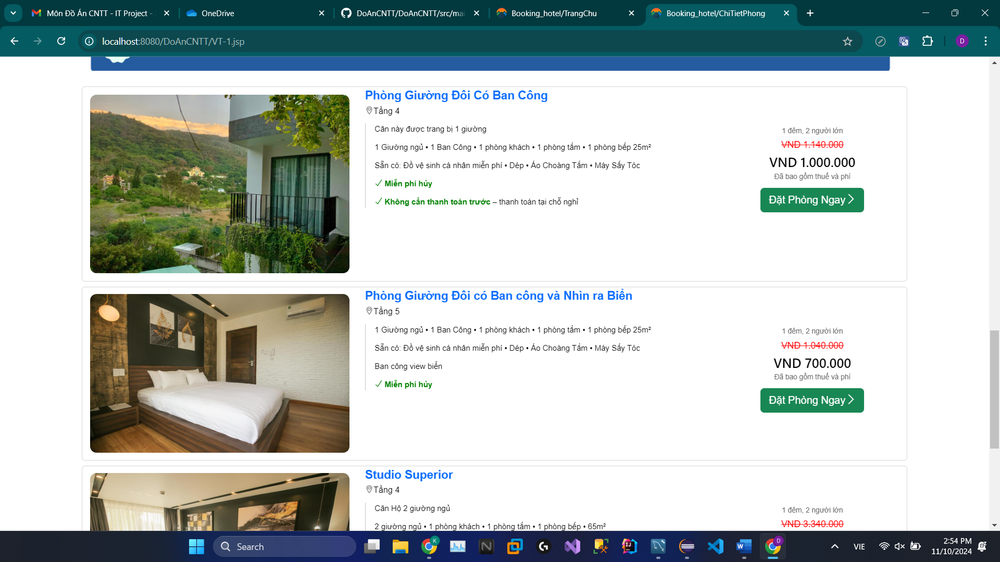 Môn Đồ Án CNTT - IT Project -
OneDrive
DoAnCNTT/DoAnCNTT/src/mai
Booking_hotel/TrangChu
Booking_hotel/ChiTietPhong
localhost:8080/DoAnCNTT/VT-1.jsp
D
Phòng Giường Đôi Có Ban Công
Tầng 4
Căn này được trang bị 1 giường
1 Giường ngủ • 1 Ban Công • 1 phòng khách • 1 phòng tắm • 1 phòng bếp 25m²
Sẵn có: Đồ vệ sinh cá nhân miễn phí • Dép • Áo Choàng Tắm • Máy Sấy Tóc
Miễn phí hủy
Không cần thanh toán trước – thanh toán tại chỗ nghỉ
1 đêm, 2 người lớn
VND 1.140.000
VND 1.000.000
Đã bao gồm thuế và phí
Đặt Phòng Ngay
Phòng Giường Đôi có Ban công và Nhìn ra Biển
Tầng 5
1 Giường ngủ • 1 Ban Công • 1 phòng khách • 1 phòng tắm • 1 phòng bếp 25m²
Sẵn có: Đồ vệ sinh cá nhân miễn phí • Dép • Áo Choàng Tắm • Máy Sấy Tóc
Ban công view biển
Miễn phí hủy
1 đêm, 2 người lớn
VND 1.040.000
VND 700.000
Đã bao gồm thuế và phí
Đặt Phòng Ngay
Studio Superior
Tầng 4
Căn Hộ 2 giường ngủ
2 giường ngủ • 1 phòng khách • 1 phòng tắm • 1 phòng bếp • 65m²
1 đêm, 2 người lớn
VND 3.340.000
Search
K
D
VIE
2:54 PM
11/10/2024